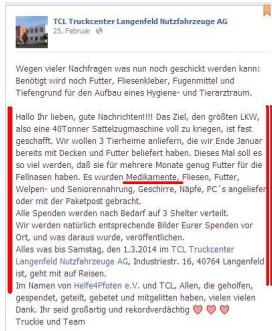 TCL Truckcenter Langenfeld Nutzfahrzeuge AG
25. Februar
Wegen vieler Nachfragen was nun noch geschickt werden kann:
Benötigt wird noch Futter, Fliesenkleber, Fugenmittel und
Tiefengrund für den Aufbau eines Hygiene- und Tierarztraum.
Hallo Ihr lieben, gute Nachrichten!!!! Das Ziel, den größten LKW,
also eine 40Tonner Sattelzugmaschine voll zu kriegen, ist fast
geschafft. Wir wollen 3 Tierheime anliefern, die wir Ende Januar
bereits mit Decken und Futter beliefert haben. Dieses Mal soll es
so viel werden, daß sie für mehrere Monate genug Futter für die
Fellnasen haben. Es wurden Medikamente, Fliesen, Futter,
Welpen- und Seniorennahrung, Geschirre, Näpfe, PC´s angeliefer
oder mit der Paketpost gebracht.
Alle Spenden werden nach Bedarf auf 3 Shelter verteilt.
Wir werden natürlich entsprechende Bilder Eurer Spenden vor
Ort, und was daraus wurde, veröffentlichen.
Alles was bis Samstag, den 1.3.2014 im TCL Truckcenter
Langenfeld Nutzfahrzeuge AG, Industriestr. 16, 40764 Langenfeld
ist, geht mit auf Reisen.
Im Namen von Helfe4Pfoten e.V. und TCL, Allen, die geholfen,
gespendet, geteilt, gebetet und mitgelitten haben, vielen vielen
Dank. Ihr seid großartig und rekordverdächtig ♡ ♡ ♡
Truckie und Team